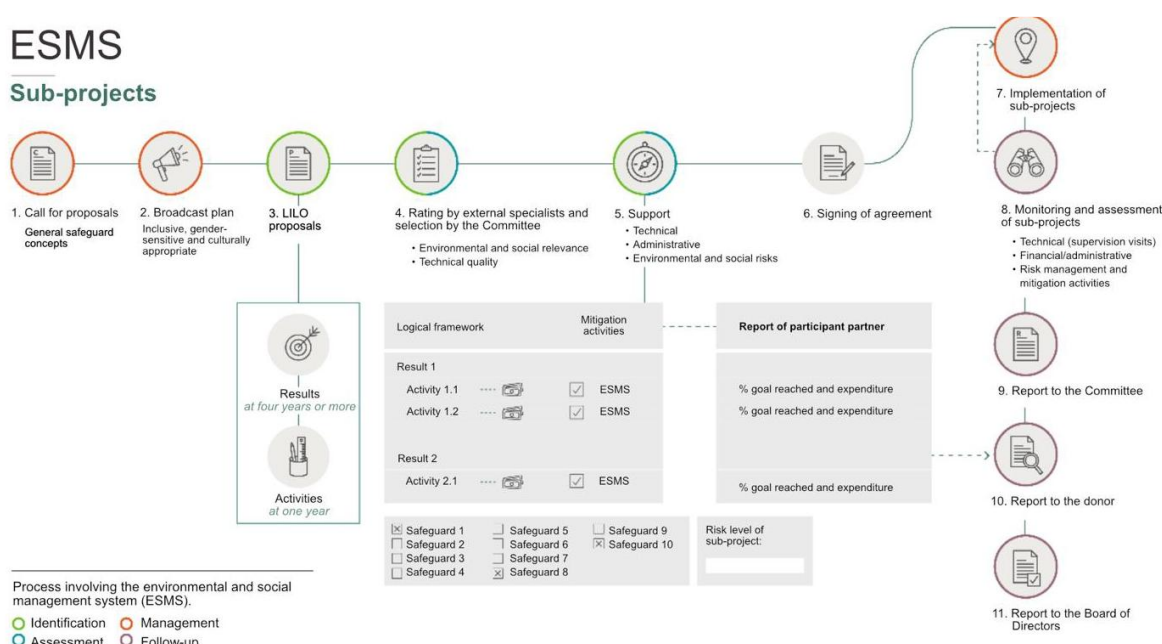 ESMS
Sub-projects
1. Call for proposals
General safeguard
concepts
2. Broadcast plan
Inclusive, gender-
sensitive and culturally
appropriate
3. LILO
proposals
4. Rating by external specialists and
selection by the Committee
• Environmental and social relevance
• Technical quality
5. Support
• Technical
• Administrative
• Environmental and social risks
6. Signing of agreement
7. Implementation of
sub-projects
8. Monitoring and assessment
of sub-projects
• Technical (supervision visits)
• Financial/administrative
• Risk management and
mitigation activities
9. Report to the Committee
10. Report to the donor
11. Report to the Board of
Directors
Results
at four years or more
Activities
at one year
Logical framework
Mitigation
activities
Report of participant partner
Result 1
Activity 1.1 ESMS % goal reached and expenditure
Activity 1.2 ESMS % goal reached and expenditure
Result 2
Activity 2.1 ESMS % goal reached and expenditure
Safeguard 1
Safeguard 2
Safeguard 3
Safeguard 4
Safeguard 5
Safeguard 6
Safeguard 7
Safeguard 8
Safeguard 9
Safeguard 10
Risk level of
sub-project:
Process involving the environmental and social
management system (ESMS).
Identification Management
Assessment Follow-up
C
P
R